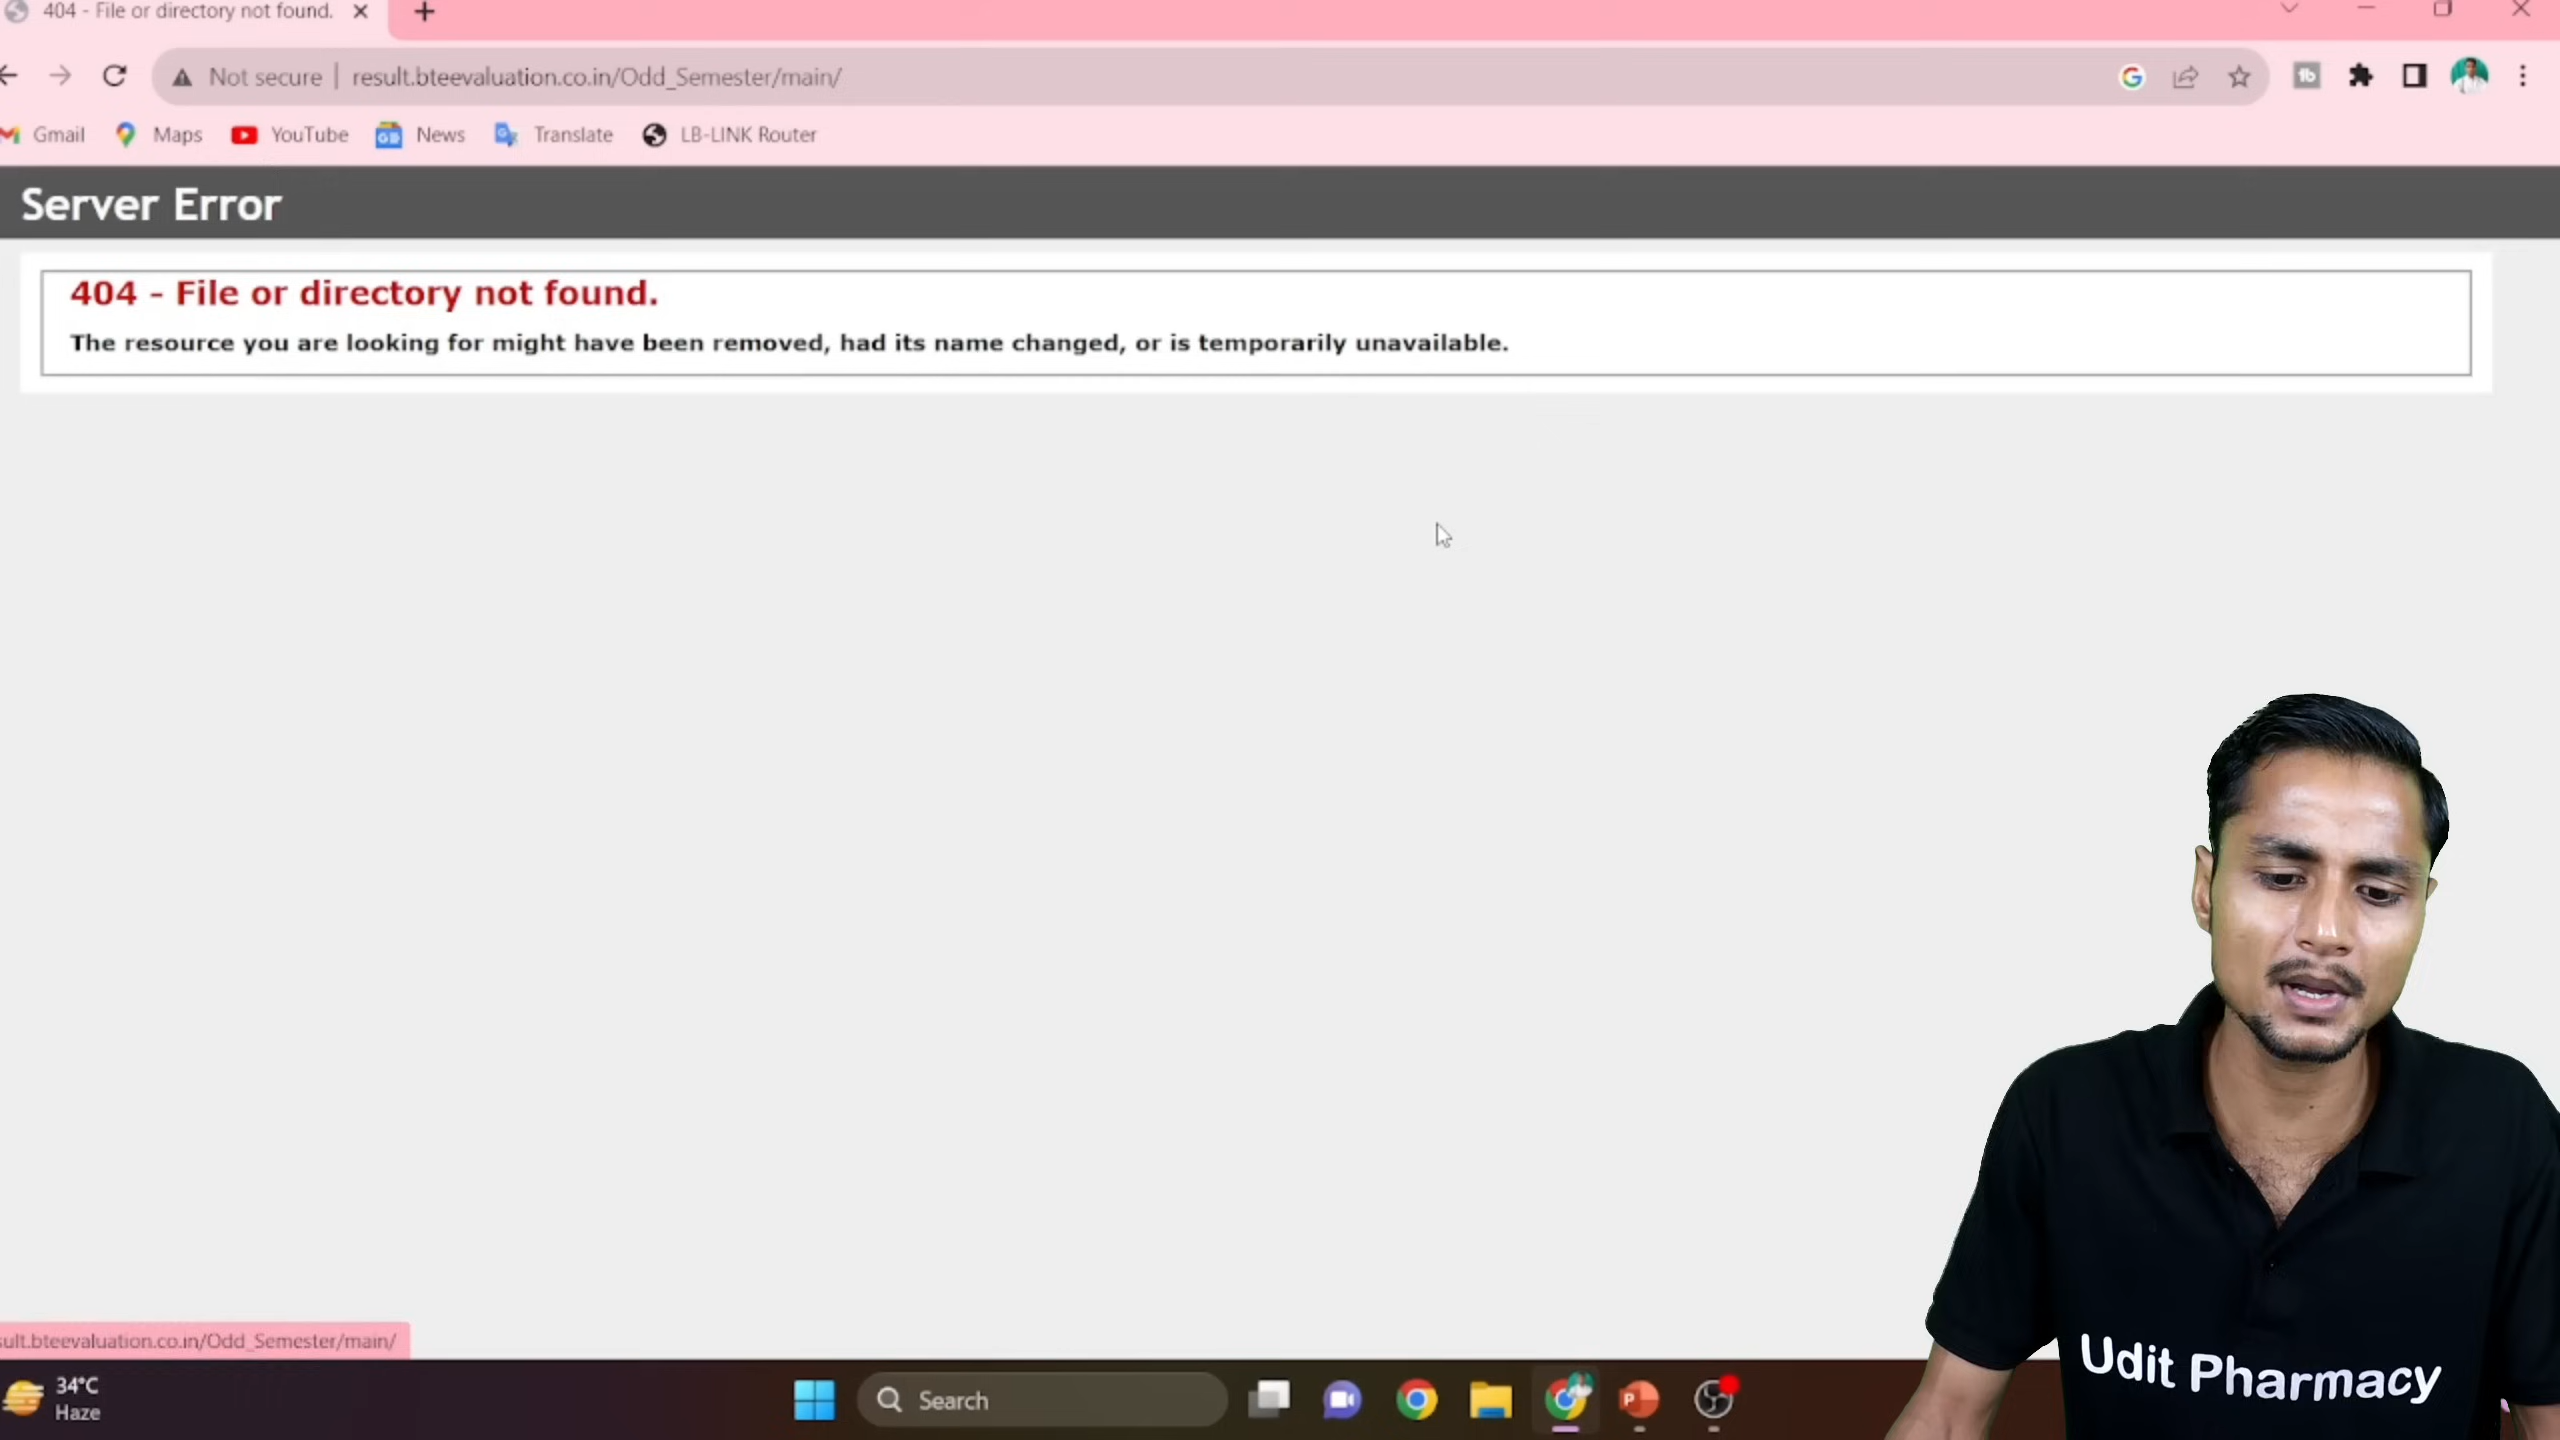 404 - File or directory not found.
Not secure | result.bteevaluation.co.in/Odd_Semester/main/
Gmail Maps YouTube News Translate LB-LINK Router
Server Error
404 - File or directory not found.
The resource you are looking for might have been removed, had its name changed, or is temporarily unavailable.
sult.bteevaluation.co.in/Odd_Semester/main/
34°C
Haze
Search
Udit Pharmacy